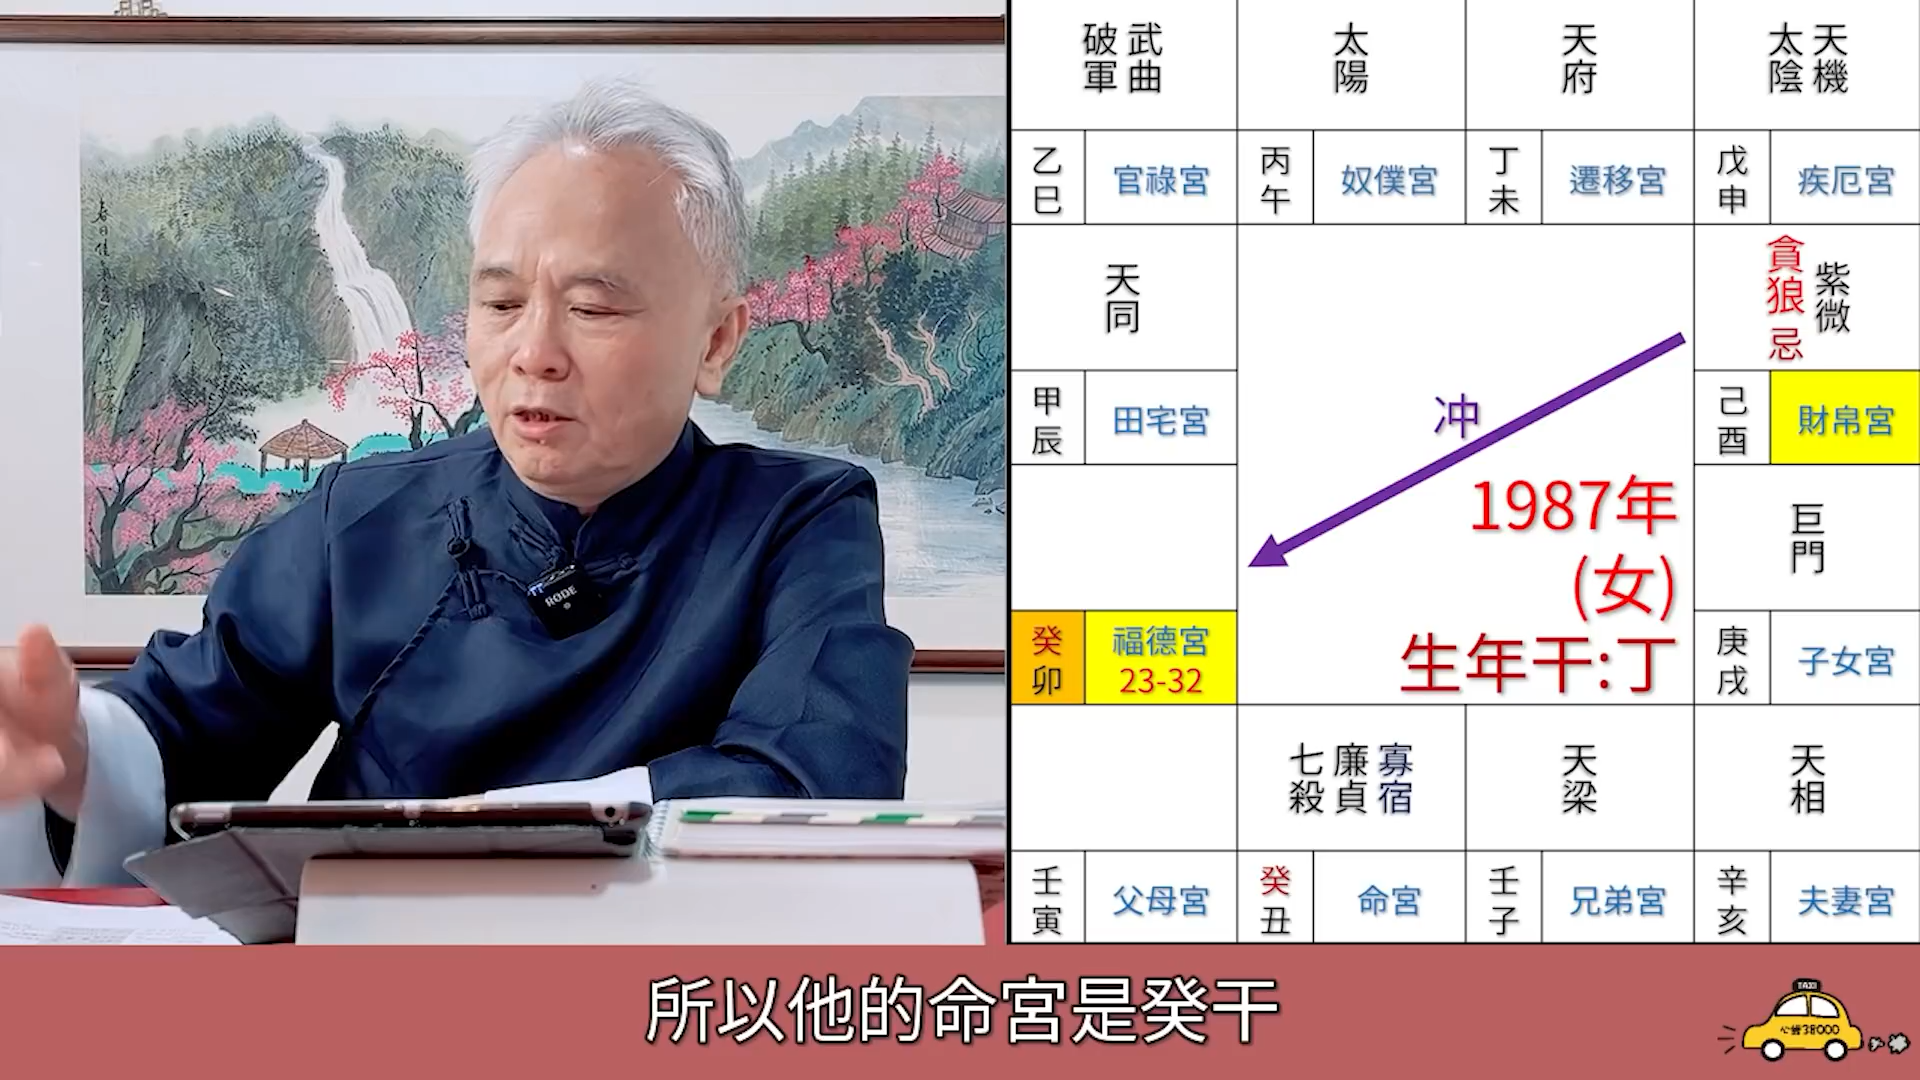 武曲
破軍
太陽
天府
天機
太陰
乙巳
官祿宮
丙午
奴僕宮
丁未
遷移宮
戊申
疾厄宮
天同
紫微
貪狼忌
甲辰
田宅宮
冲
己酉
財帛宮
1987年
(女)
生年干:丁
巨門
癸卯
福德宮
23-32
庚戌
子女宮
寡宿
廉貞
七殺
天梁
天相
壬寅
父母宮
癸丑
命宮
壬子
兄弟宮
辛亥
夫妻宮
RODE
所以他的命宮是癸干
TAXI